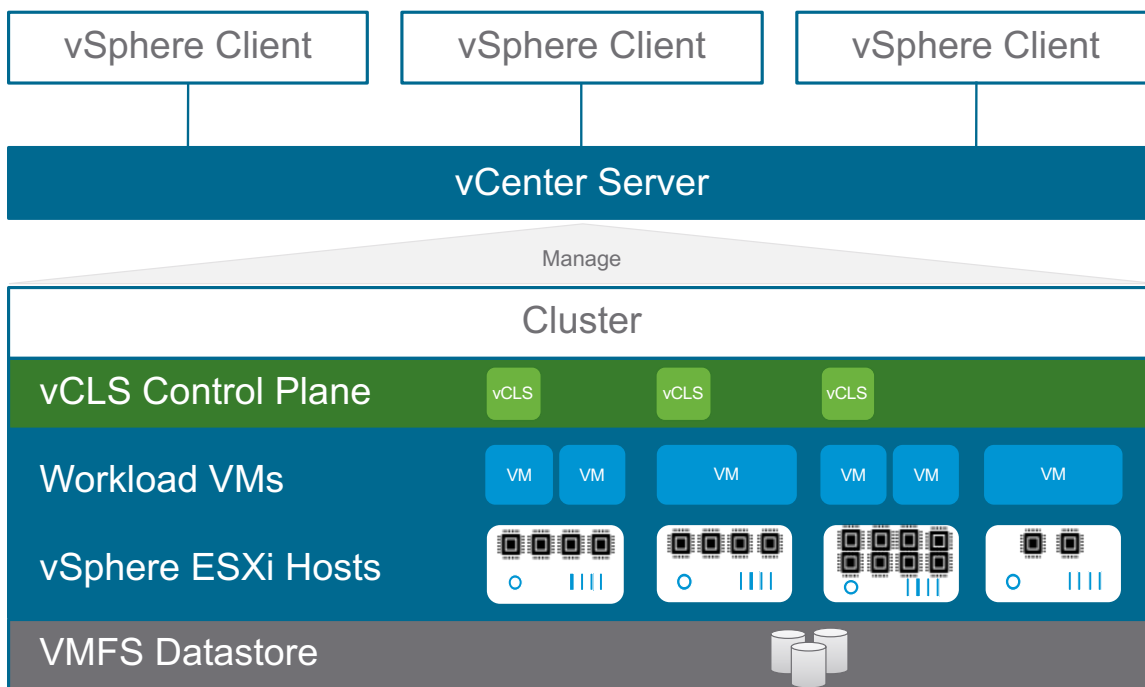 vSphere Client
vSphere Client
vSphere Client
vCenter Server
Manage
Cluster
vCLS Control Plane
vCLS
vCLS
vCLS
Workload VMs
VM
VM
VM
VM
VM
VM
vSphere ESXi Hosts
VMFS Datastore